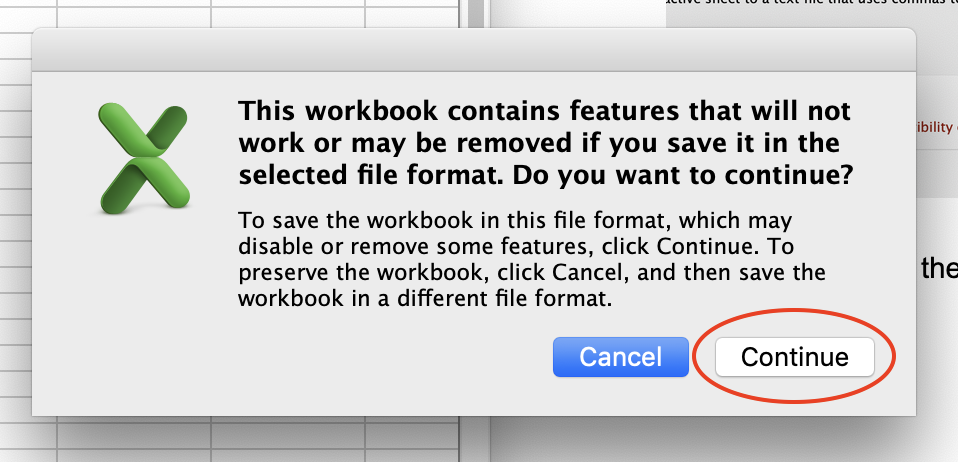 active sheet to a text file that uses commas to
This workbook contains features that will not
work or may be removed if you save it in the
selected file format. Do you want to continue?
ibility
To save the workbook in this file format, which may
disable or remove some features, click Continue. To
preserve the workbook, click Cancel, and then save the
workbook in a different file format.
the
Cancel
Continue